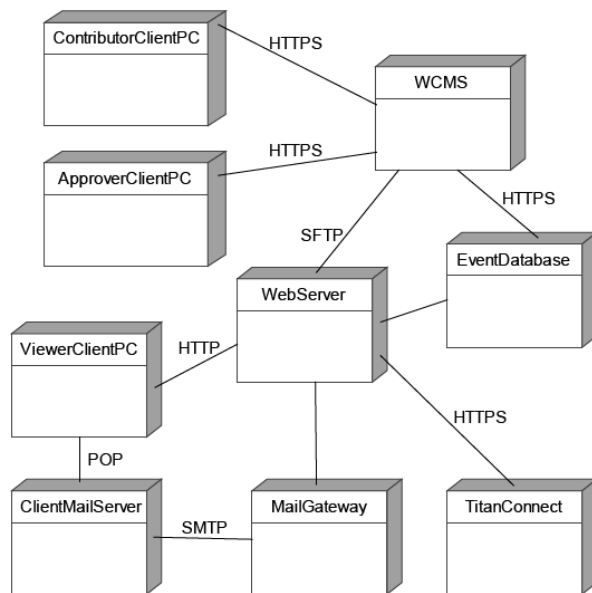 ContributorClientPC
HTTPS
WCMS
HTTPS
ApproverClientPC
HTTPS
SFTP
EventDatabase
WebServer
HTTP
ViewerClientPC
HTTPS
POP
ClientMailServer
SMTP
MailGateway
TitanConnect